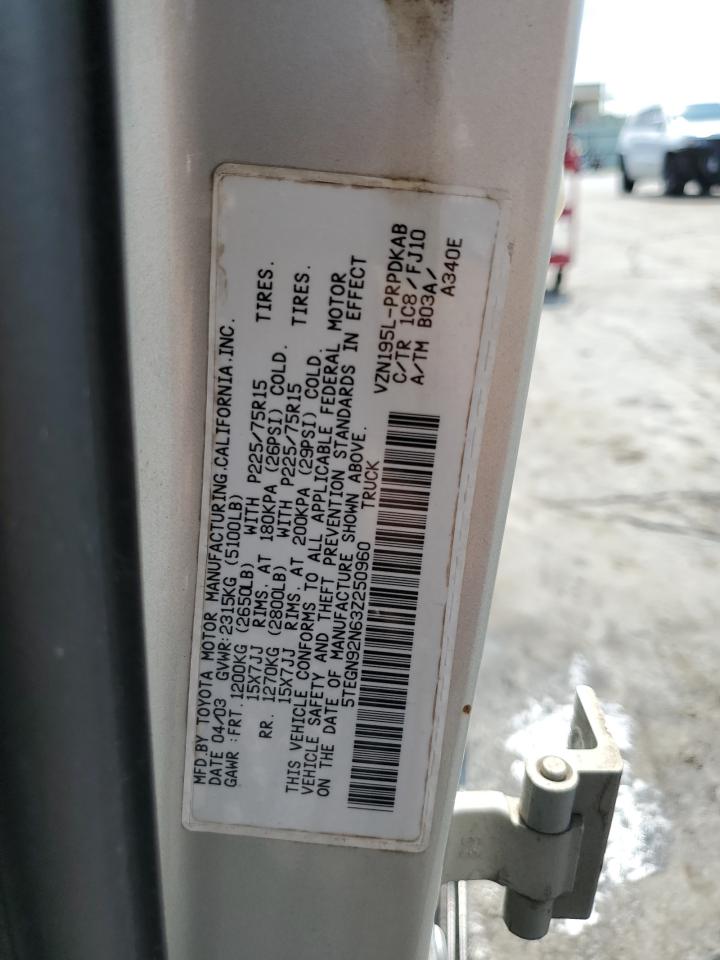 MFD.BY TOYOTA MOTOR MANUFACTURING.CALIFORNIA.INC.
DATE 04/03 GVWR:2315KG (5100LB)
GAWR :FRT.1200KG (2650LB) WITH P225/75R15 TIRES.
15X7JJ RIMS. AT 180KPA (26PSI) COLD.
RR. 1270KG (2800LB) WITH P225/75R15 TIRES.
15X7JJ RIMS. AT 200KPA (29PSI) COLD.
THIS VEHICLE CONFORMS TO ALL APPLICABLE FEDERAL MOTOR
VEHICLE SAFETY AND THEFT PREVENTION STANDARDS IN EFFECT
ON THE DATE OF MANUFACTURE SHOWN ABOVE.
5TEGN92N63Z250960 TRUCK
VZN195L-PRPDKAB
C/TR 1C8 / FJ10
A/TM B03A/
A340E